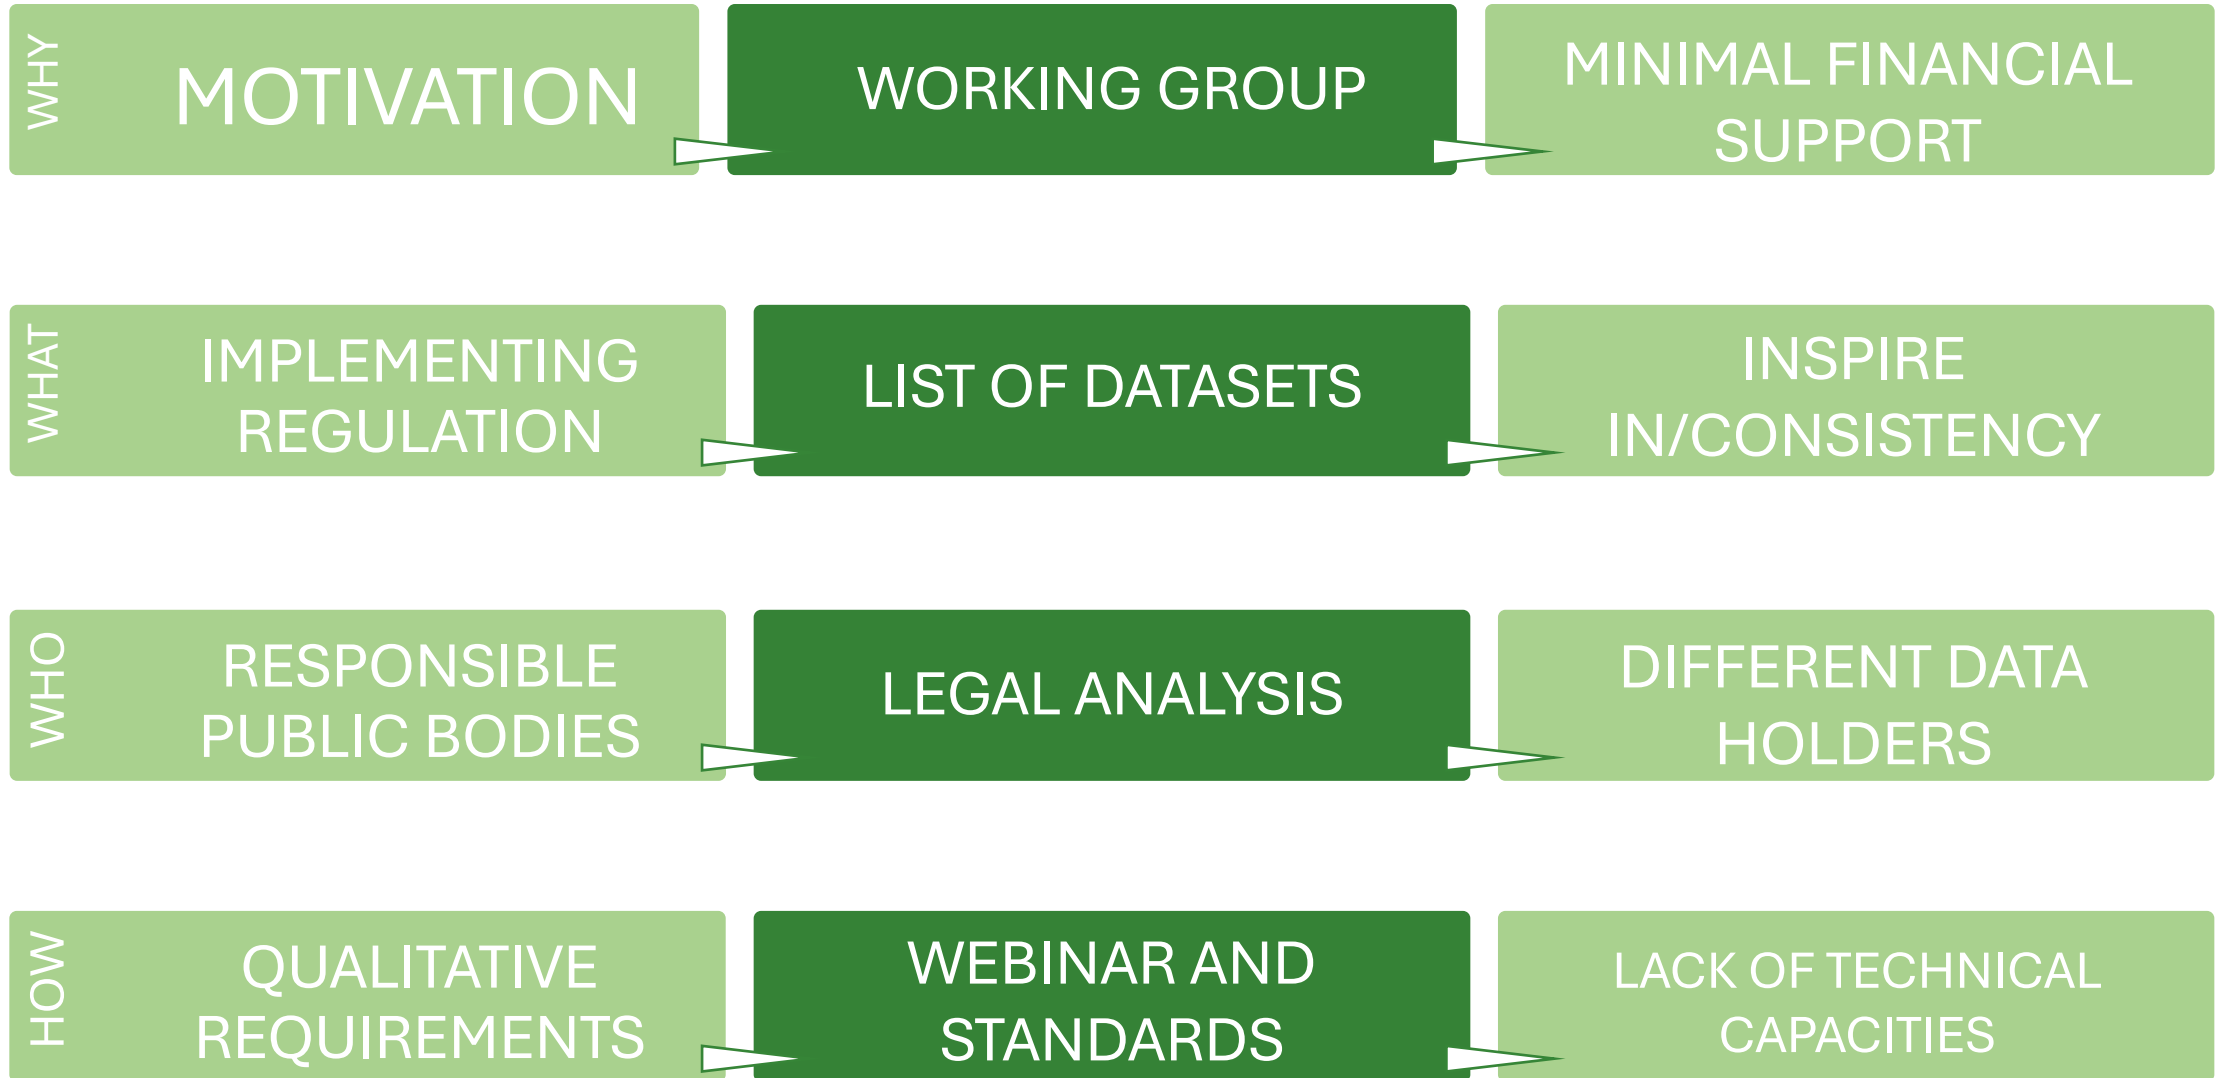 WHY
MOTIVATION
WORKING GROUP
MINIMAL FINANCIAL
SUPPORT
WHAT
IMPLEMENTING
REGULATION
LIST OF DATASETS
INSPIRE
IN/CONSISTENCY
WHO
RESPONSIBLE
PUBLIC BODIES
LEGAL ANALYSIS
DIFFERENT DATA
HOLDERS
HOW
QUALITATIVE
REQUIREMENTS
WEBINAR AND
STANDARDS
LACK OF TECHNICAL
CAPACITIES